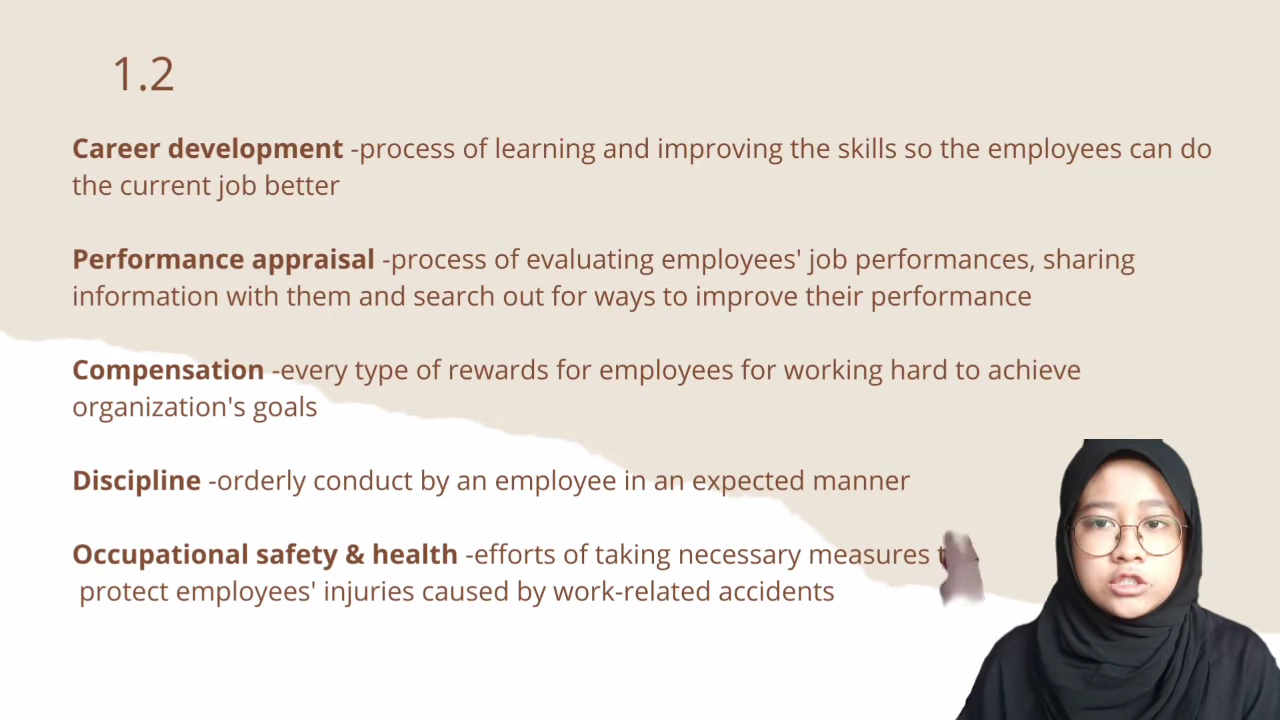 1.2
Career development -process of learning and improving the skills so the employees can do
the current job better
Performance appraisal -process of evaluating employees' job performances, sharing
information with them and search out for ways to improve their performance
Compensation -every type of rewards for employees for working hard to achieve
organization's goals
Discipline -orderly conduct by an employee in an expected manner
Occupational safety & health -efforts of taking necessary measures
protect employees' injuries caused by work-related accidents